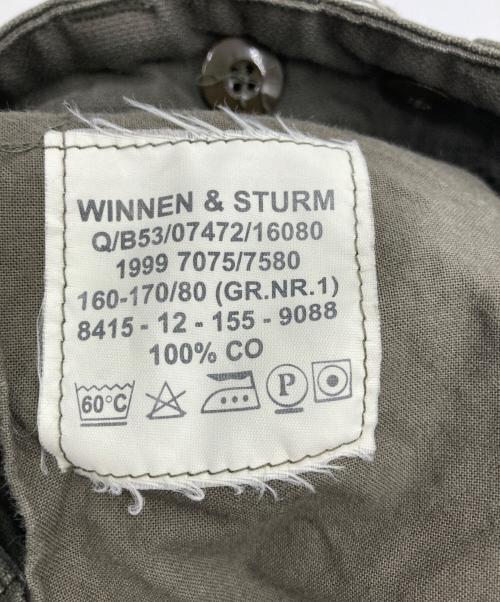 WINNEN & STURM
Q/B53/07472/16080
1999 7075/7580
160-170/80 (GR.NR.1)
8415 - 12 - 155 - 9088
100% CO
60°C P